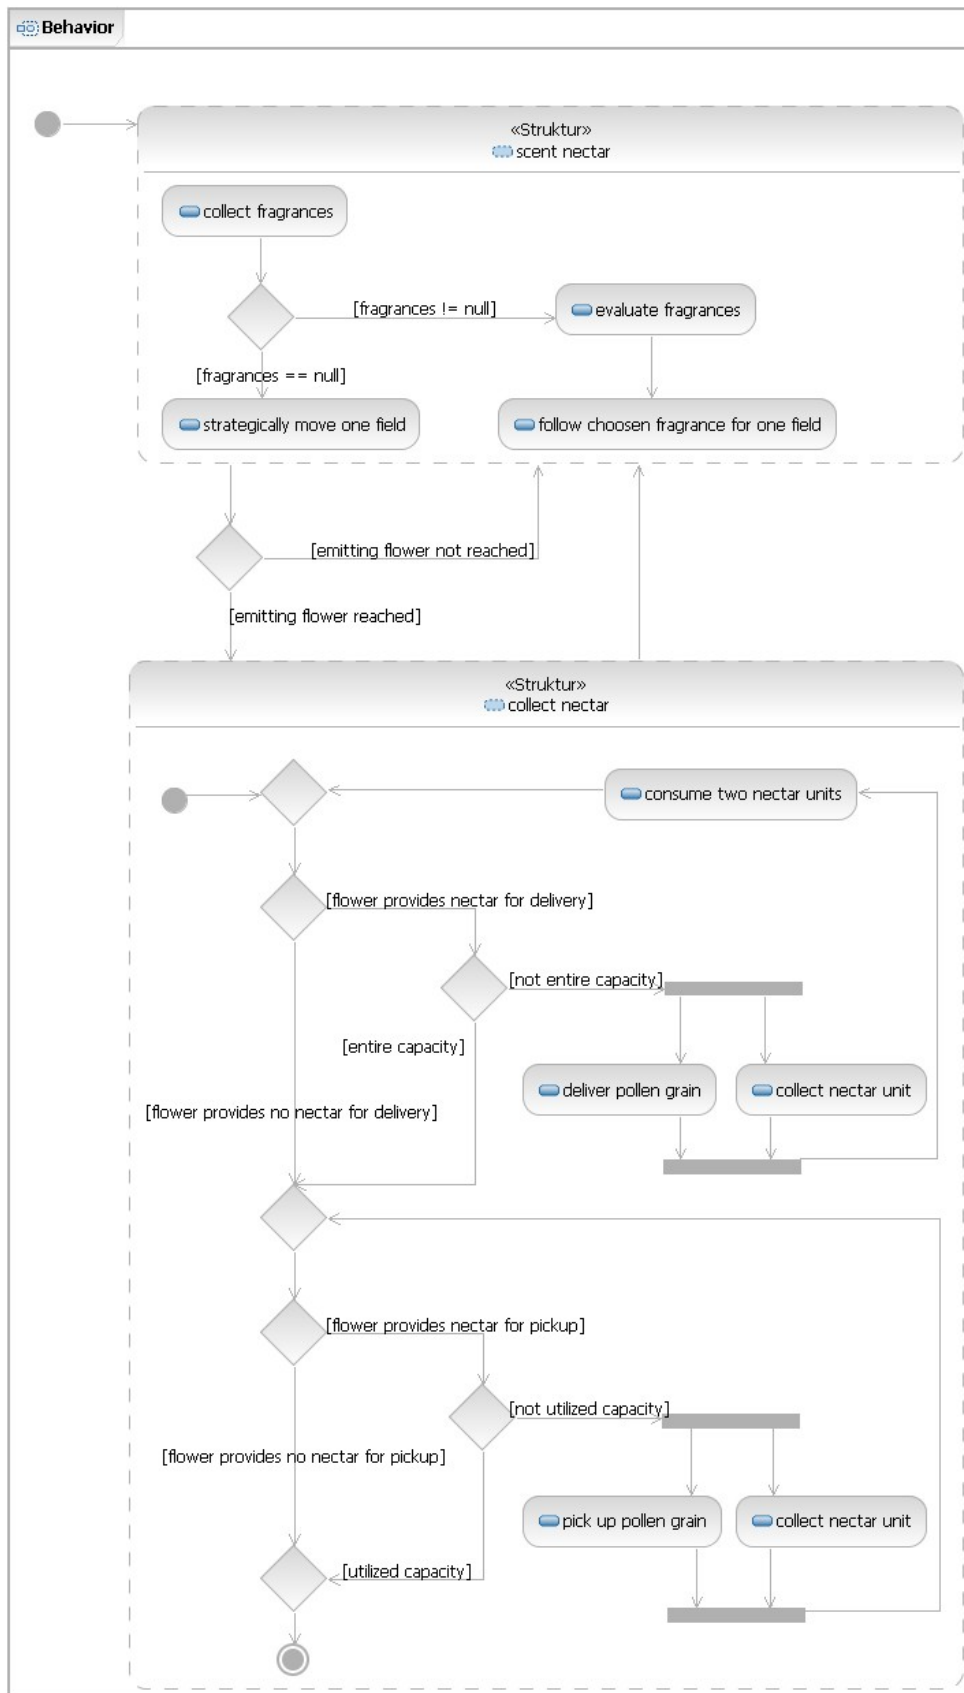 Behavior
«Struktur»
scent nectar
collect fragrances
[fragrances != null]
evaluate fragrances
[fragrances == null]
strategically move one field
follow choosen fragrance for one field
[emitting flower not reached]
[emitting flower reached]
«Struktur»
collect nectar
consume two nectar units
[flower provides nectar for delivery]
[not entire capacity]
[entire capacity]
deliver pollen grain
collect nectar unit
[flower provides no nectar for delivery]
[flower provides nectar for pickup]
[not utilized capacity]
[flower provides no nectar for pickup]
pick up pollen grain
collect nectar unit
[utilized capacity]